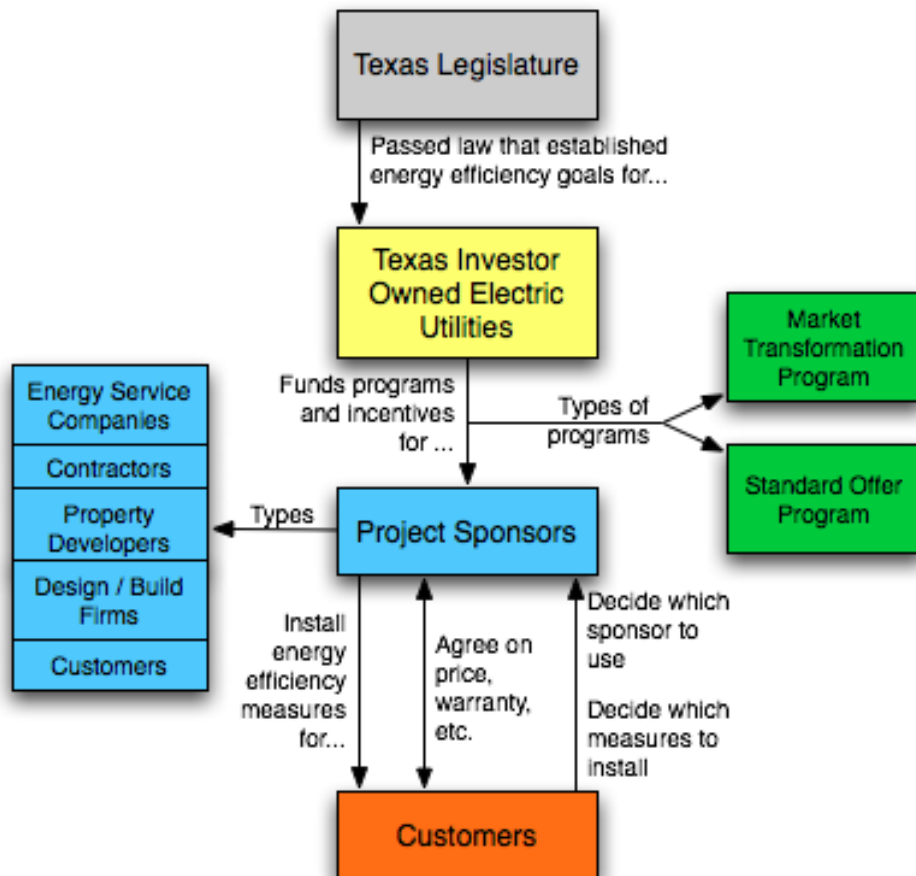 Texas Legislature
Passed law that established
energy efficiency goals for...
Texas Investor
Owned Electric
Utilities
Funds programs
and incentives
for ...
Types of
programs
Market
Transformation
Program
Standard Offer
Program
Project Sponsors
Types
Energy Service
Companies
Contractors
Property
Developers
Design / Build
Firms
Customers
Install
energy
efficiency
measures
for...
Agree on
price,
warranty,
etc.
Decide which
sponsor to
use
Decide which
measures to
install
Customers